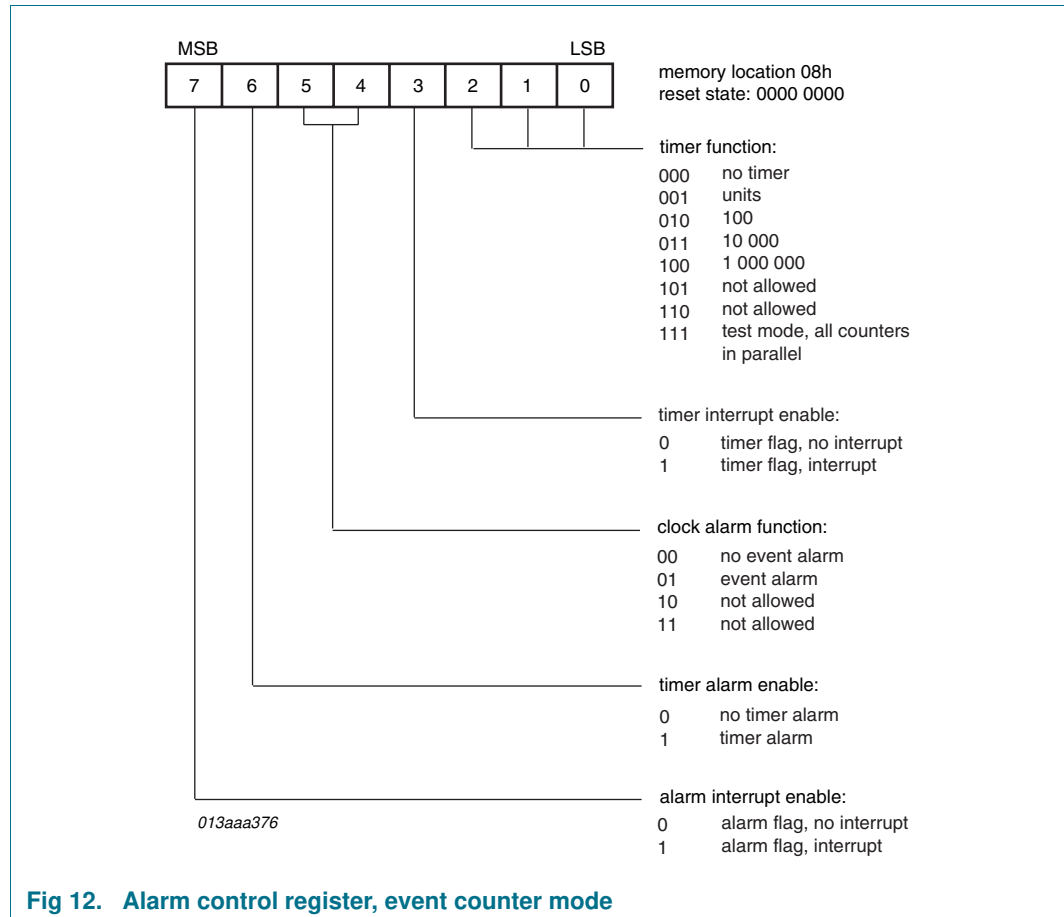 MSB LSB
7 6 5 4 3 2 1 0
memory location 08h
reset state: 0000 0000
timer function:
000 no timer
001 units
010 100
011 10 000
100 1 000 000
101 not allowed
110 not allowed
111 test mode, all counters
in parallel
timer interrupt enable:
0 timer flag, no interrupt
1 timer flag, interrupt
clock alarm function:
00 no event alarm
01 event alarm
10 not allowed
11 not allowed
timer alarm enable:
0 no timer alarm
1 timer alarm
alarm interrupt enable:
0 alarm flag, no interrupt
1 alarm flag, interrupt
013aaa376
Fig 12. Alarm control register, event counter mode